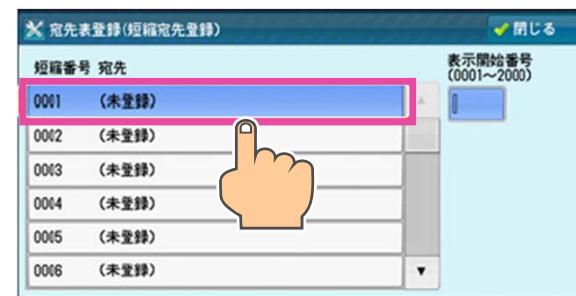 宛先表登録(短縮宛先登録)
閉じる
短縮番号 宛先
表示開始番号
(0001～2000)
0001 (未登録)
0002 (未登録)
0003 (未登録)
0004 (未登録)
0005 (未登録)
0006 (未登録)